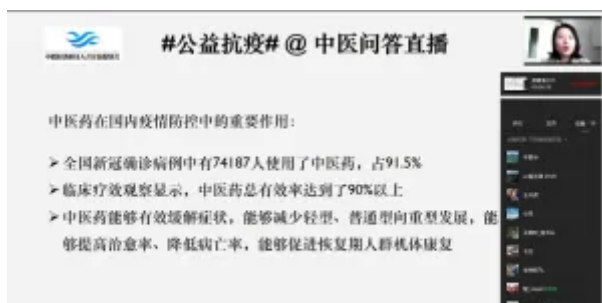 #公益抗疫# @ 中医问答直播
中医药在国内疫情防控中的重要作用:
➢ 全国新冠确诊病例中有74187人使用了中医药，占91.5%
➢ 临床疗效观察显示，中医药总有效率达到了90%以上
➢ 中医药能够有效缓解症状，能够减少轻型、普通型向重型发展，能
够提高治愈率、降低病亡率，能够促进恢复期人群机体康复